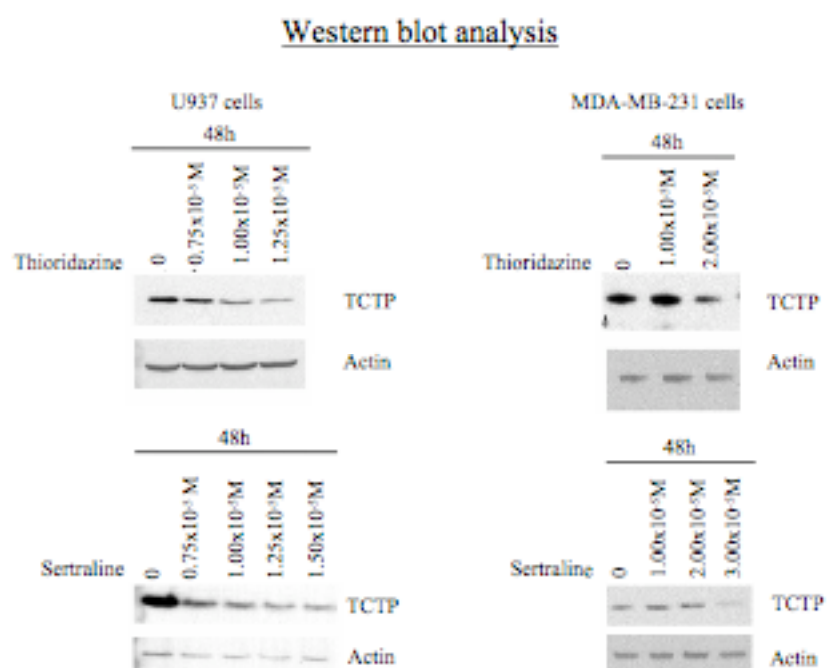 Western blot analysis
U937 cells
48h
Thioridazine 0 0.75x10⁻⁵ M 1.00x10⁻⁵M 1.25x10⁻⁵M
TCTP
Actin
48h
Sertraline 0 0.75x10⁻⁵ M 1.00x10⁻⁵M 1.25x10⁻⁵M 1.50x10⁻⁵M
TCTP
Actin
MDA-MB-231 cells
48h
Thioridazine 0 1.00x10⁻⁵M 2.00x10⁻⁵M
TCTP
Actin
48h
Sertraline 0 1.00x10⁻⁵M 2.00x10⁻⁵M 3.00x10⁻⁵M
TCTP
Actin